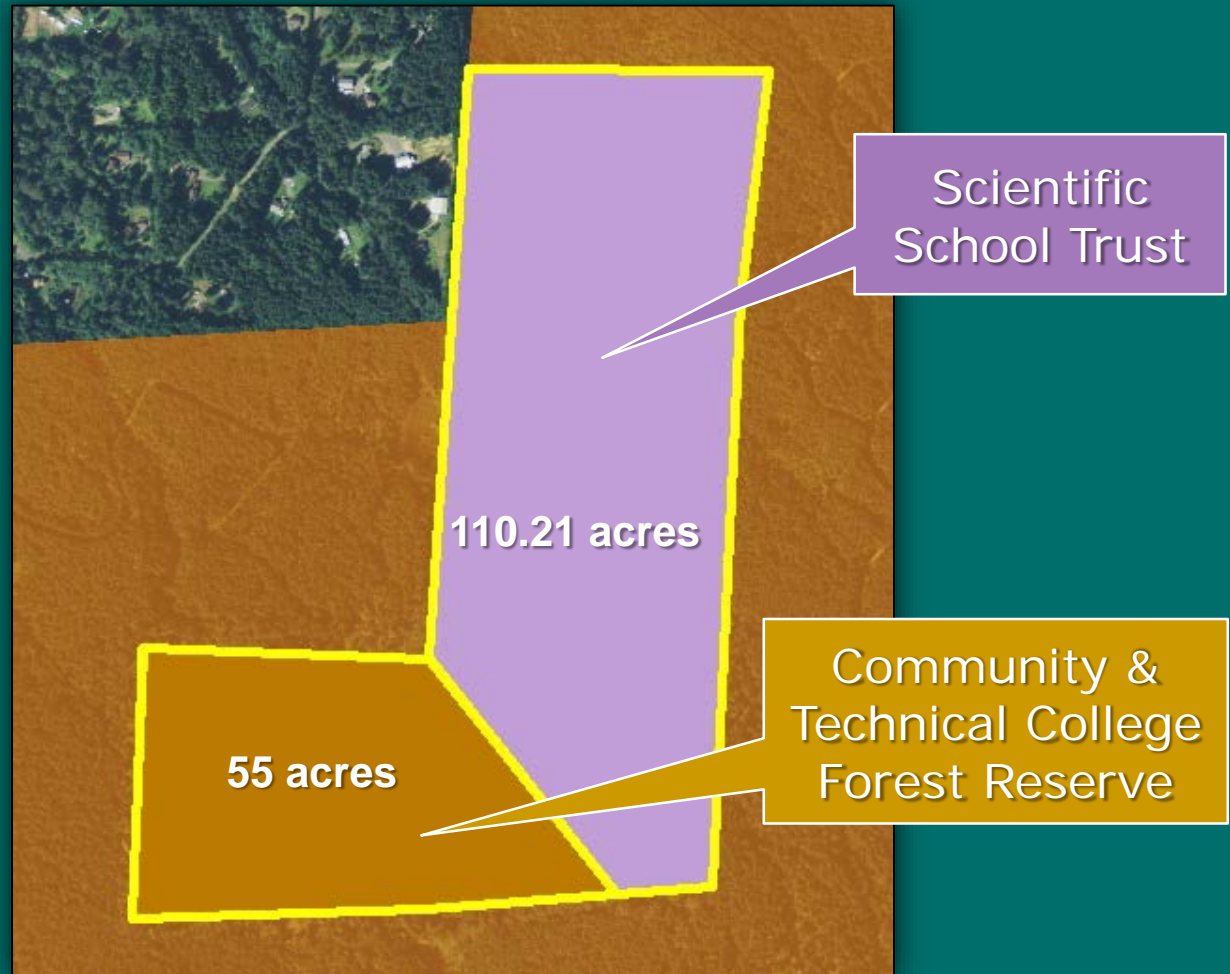 Scientific
School Trust
110.21 acres
Community &
Technical College
Forest Reserve
55 acres